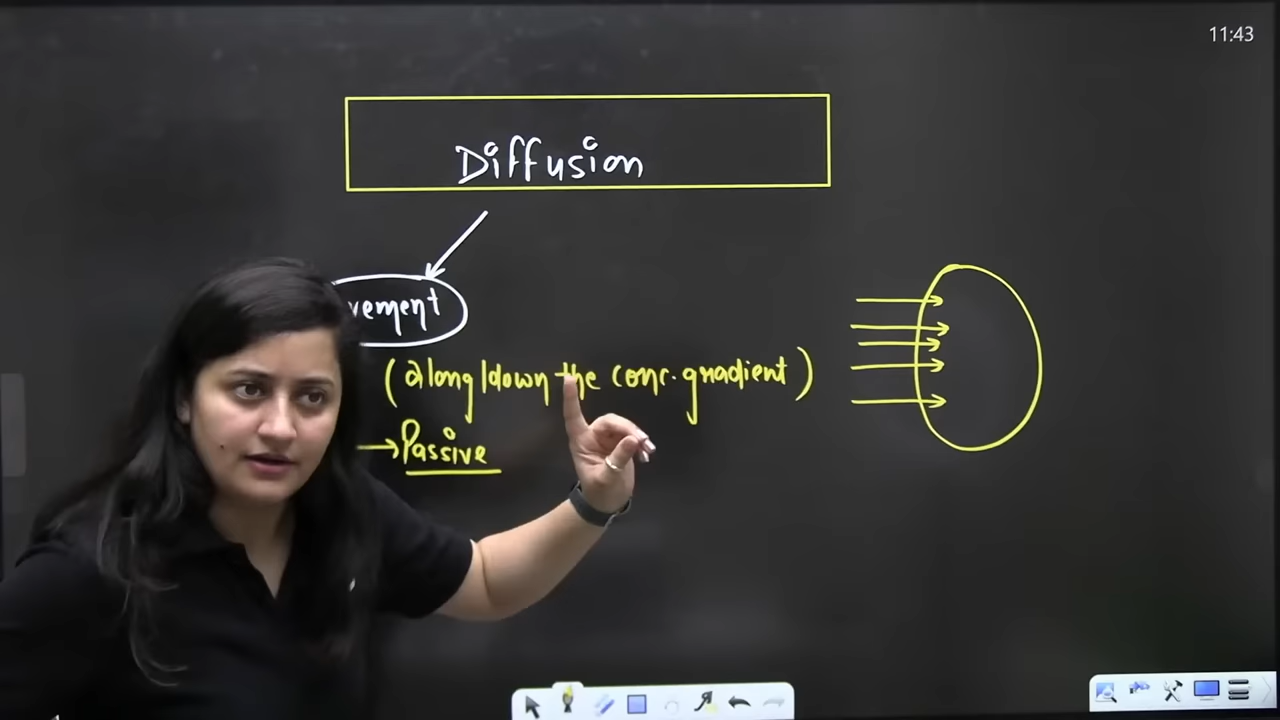 11:43
Diffusion
vement
(along/down the conc. gradient)
→Passive